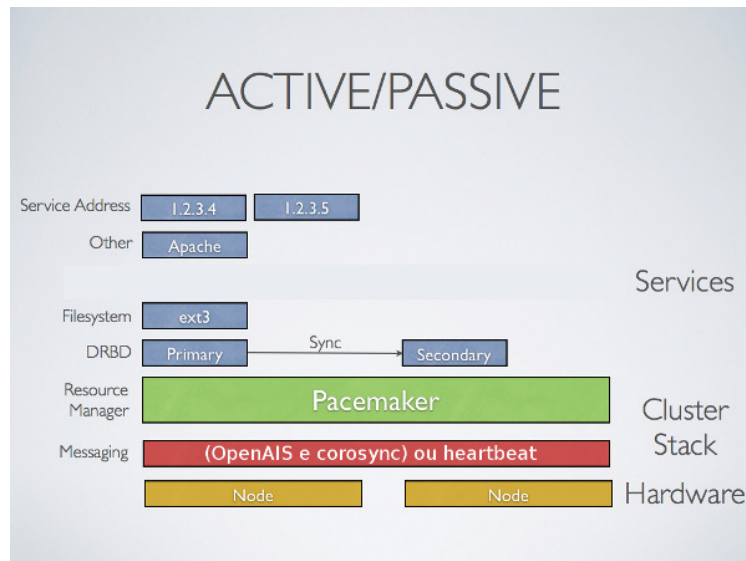 ACTIVE/PASSIVE
Service Address
1.2.3.4
1.2.3.5
Other
Apache
Services
Filesystem
ext3
DRBD
Primary
Sync
Secondary
Resource
Manager
Pacemaker
Cluster
Stack
Messaging
(OpenAIS e corosync) ou heartbeat
Node
Node
Hardware